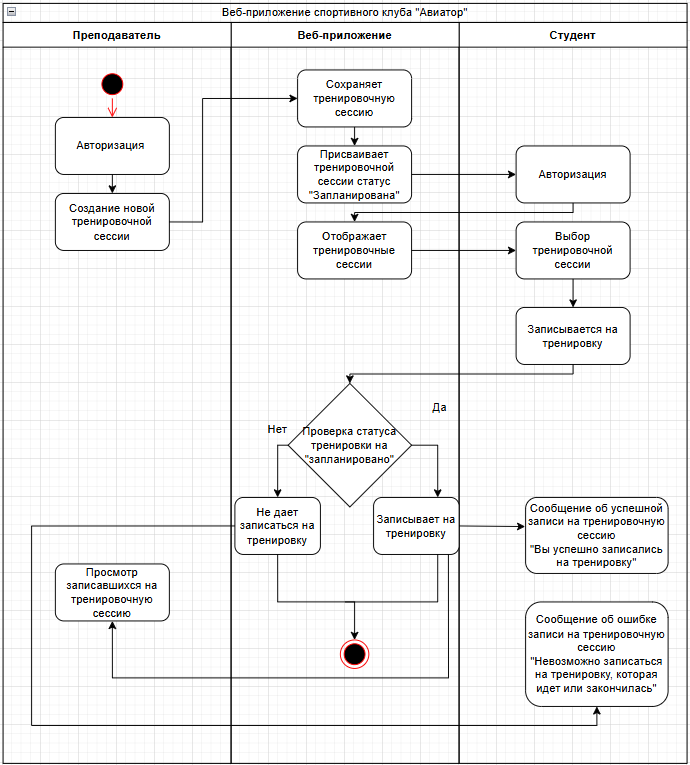 Веб-приложение спортивного клуба "Авиатор"
Преподаватель
Веб-приложение
Студент
Авторизация
Создание новой
тренировочной
сессии
Сохраняет
тренировочную
сессию
Присваивает
тренировочной
сессии статус
"Запланирована"
Авторизация
Отображает
тренировочные
сессии
Выбор
тренировочной
сессии
Записывается на
тренировку
Проверка статуса
тренировки на
"запланировано"
Нет
Да
Не дает
записаться на
тренировку
Записывает на
тренировку
Сообщение об успешной
записи на тренировочную
сессию
"Вы успешно записались
на тренировку"
Просмотр
записавшихся на
тренировочную
сессию
Сообщение об ошибке
записи на тренировочную
сессию
"Невозможно записаться
на тренировку, которая
идет или закончилась"